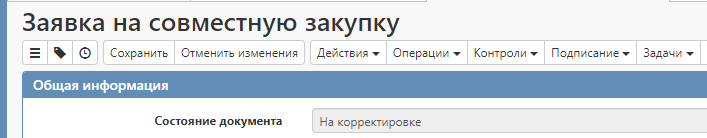 Заявка на совместную закупку
Сохранить Отменить изменения Действия Операции Контроли Подписание Задачи
Общая информация
Состояние документа На корректировке